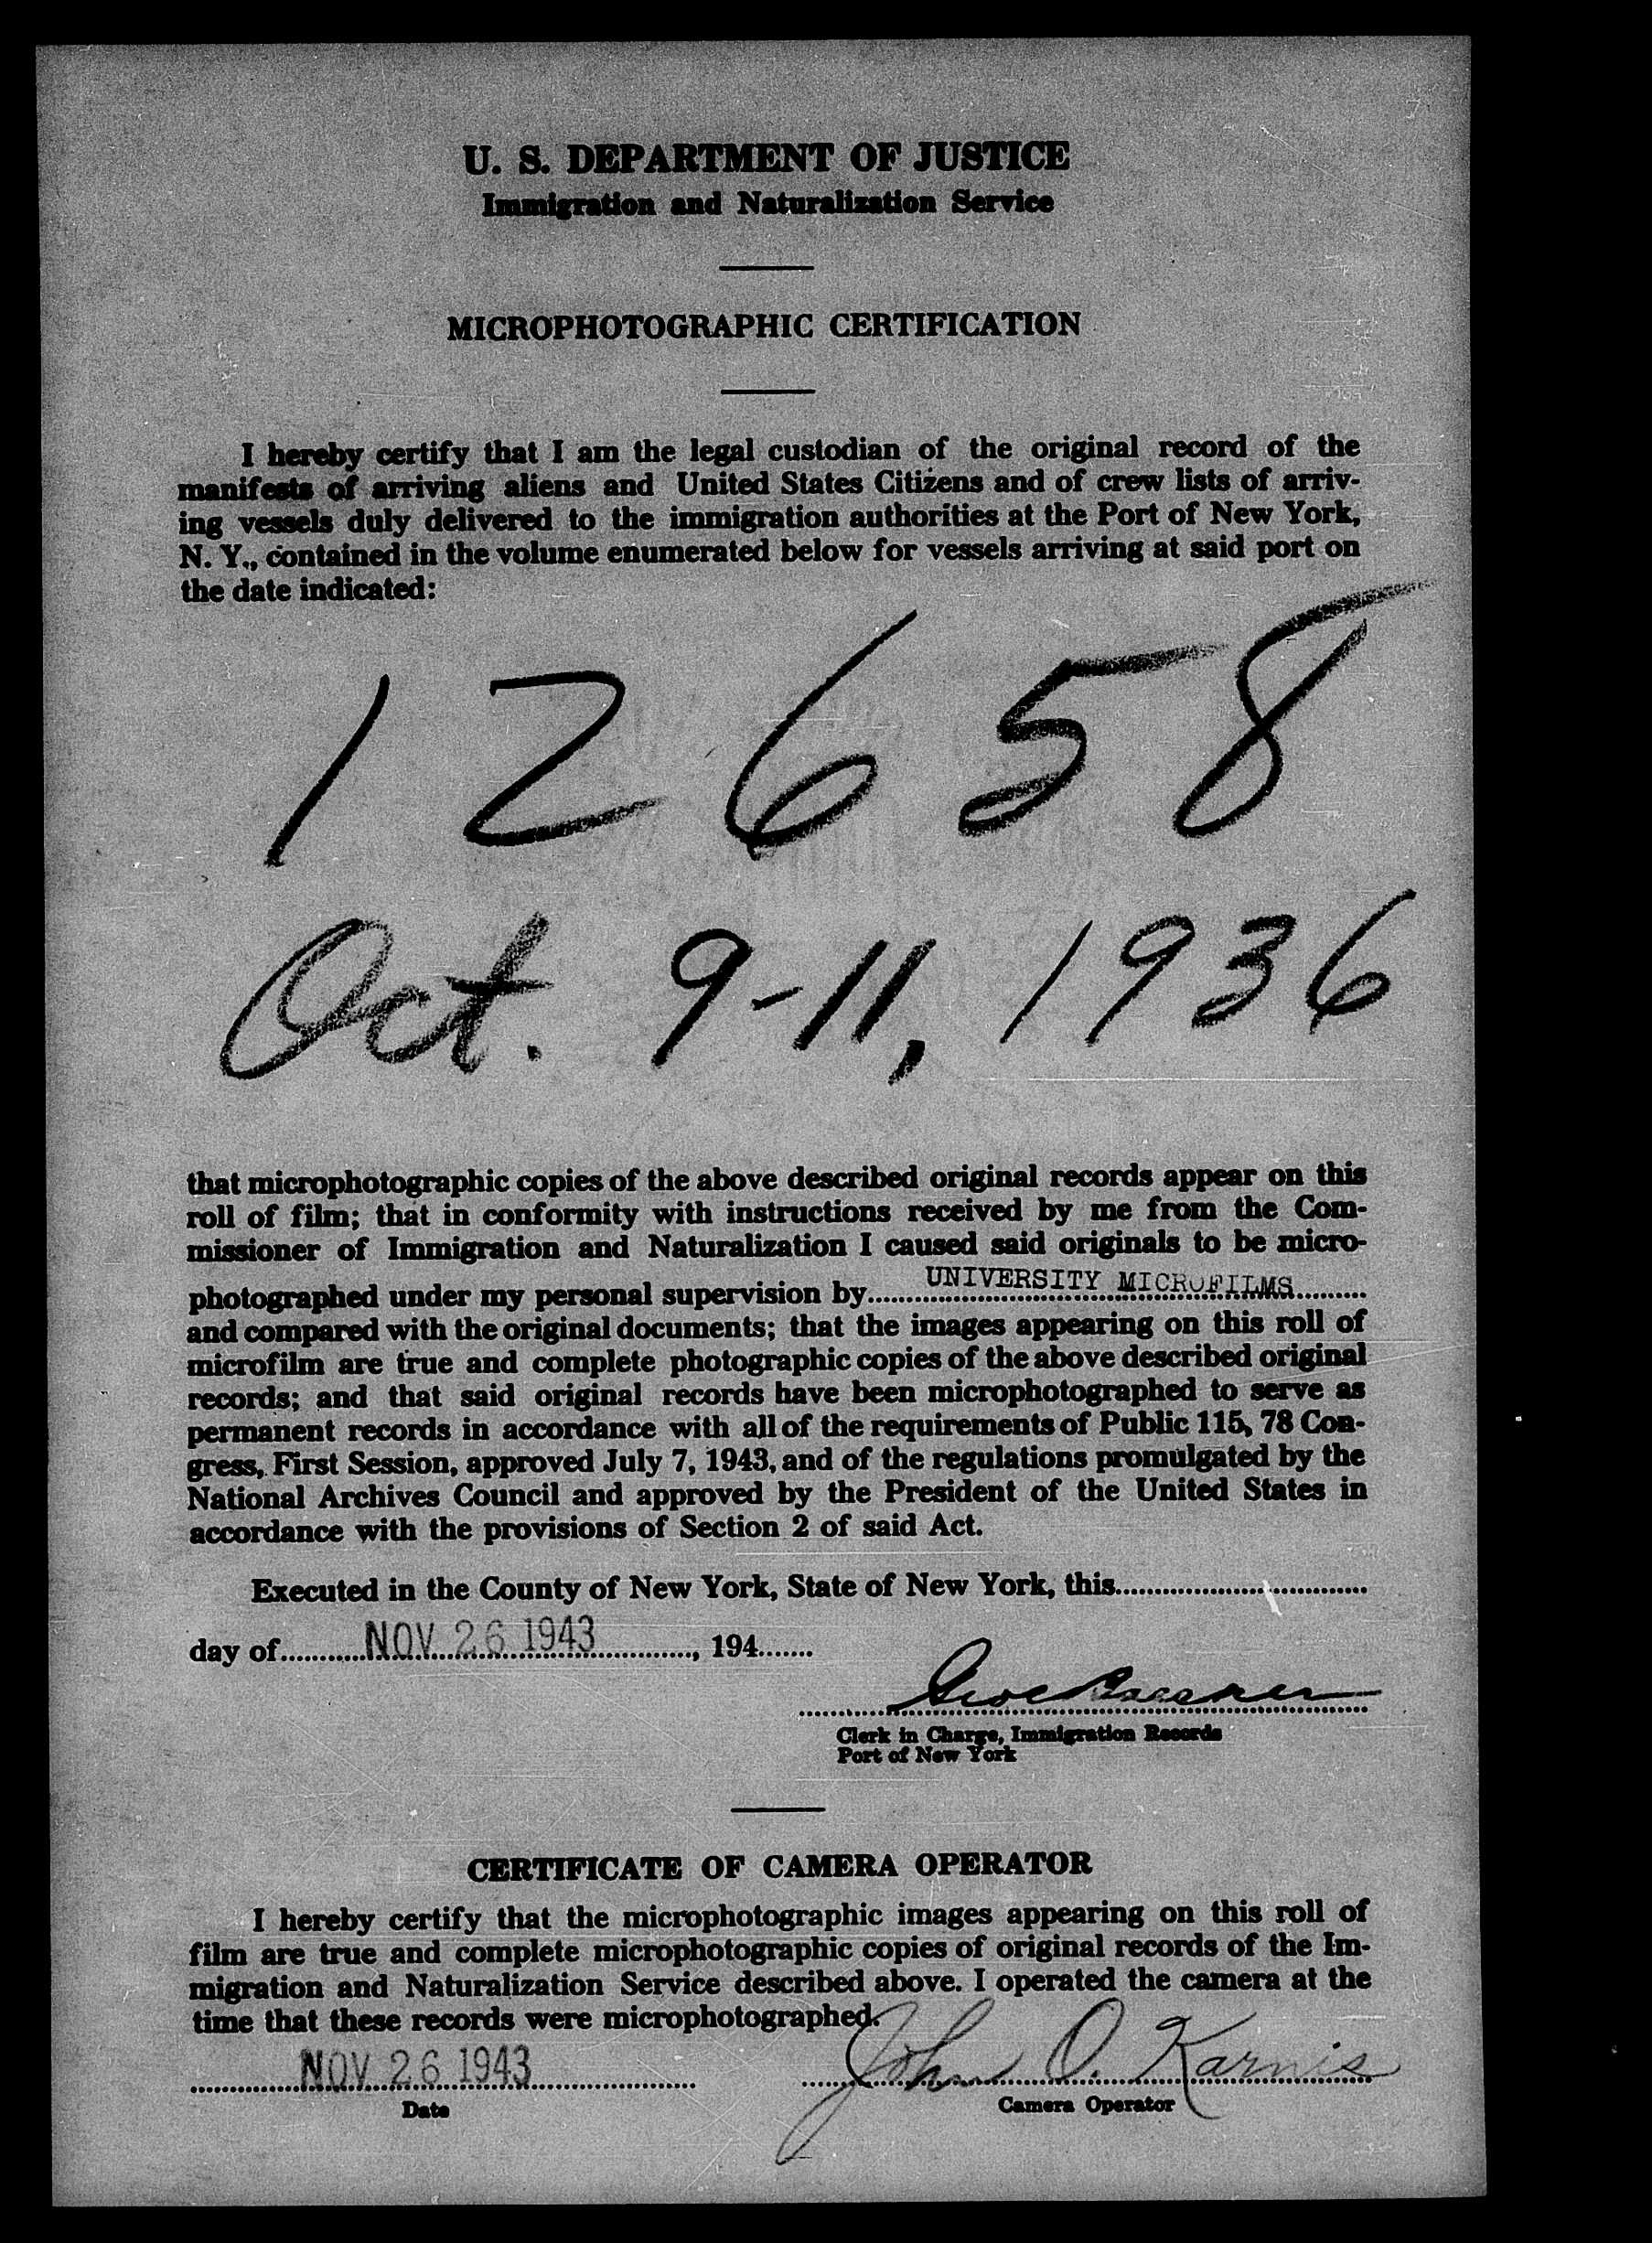 U. S. DEPARTMENT OF JUSTICE
Immigration and Naturalization Service
MICROPHOTOGRAPHIC CERTIFICATION
I hereby certify that I am the legal custodian of the original record of the
manifests of arriving aliens and United States Citizens and of crew lists of arriv-
ing vessels duly delivered to the immigration authorities at the Port of New York,
N. Y., contained in the volume enumerated below for vessels arriving at said port on
the date indicated:
12658
Oct. 9-11, 1936
that microphotographic copies of the above described original records appear on this
roll of film; that in conformity with instructions received by me from the Com-
missioner of Immigration and Naturalization I caused said originals to be micro-
photographed under my personal supervision by UNIVERSITY MICROFILMS
and compared with the original documents; that the images appearing on this roll of
microfilm are true and complete photographic copies of the above described original
records; and that said original records have been microphotographed to serve as
permanent records in accordance with all of the requirements of Public 115, 78 Con-
gress, First Session, approved July 7, 1943, and of the regulations promulgated by the
National Archives Council and approved by the President of the United States in
accordance with the provisions of Section 2 of said Act.
Executed in the County of New York, State of New York, this
day of NOV 26 1943, 194
Clerk in Charge, Immigration Records
Port of New York
CERTIFICATE OF CAMERA OPERATOR
I hereby certify that the microphotographic images appearing on this roll of
film are true and complete microphotographic copies of original records of the Im-
migration and Naturalization Service described above. I operated the camera at the
time that these records were microphotographed.
NOV 26 1943 John O. Karnis
Date Camera Operator